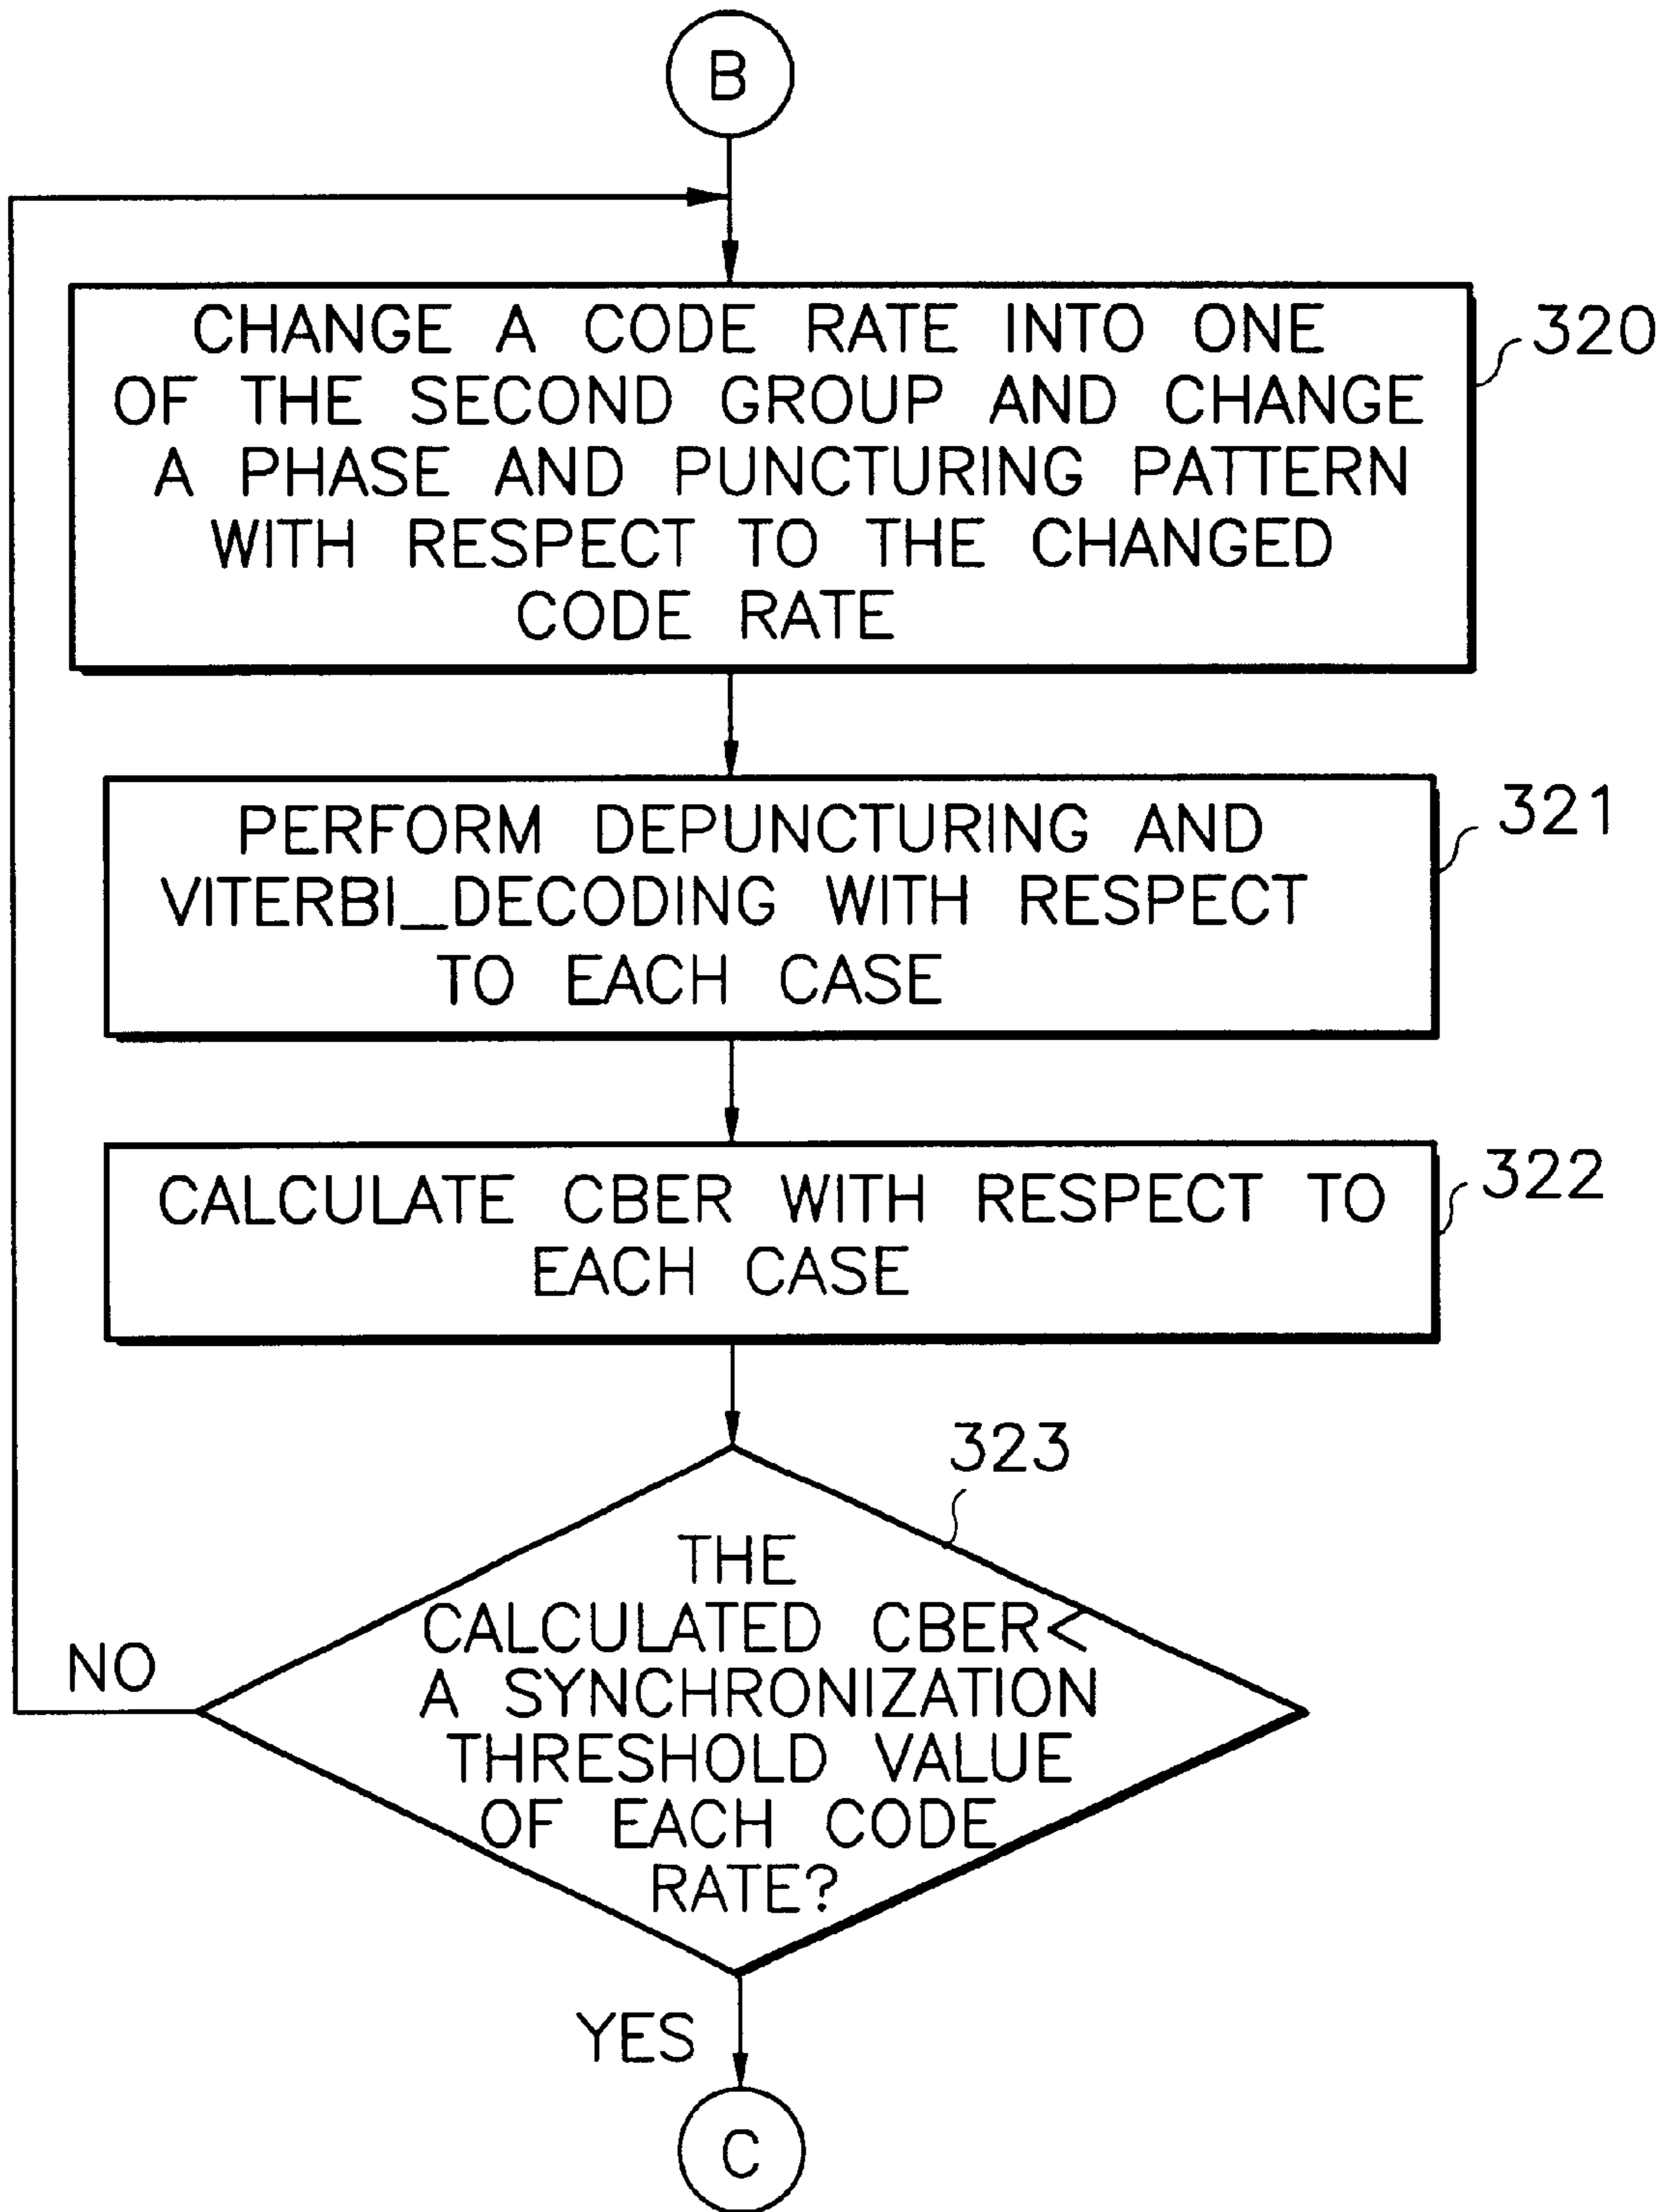 B
CHANGE A CODE RATE INTO ONE
OF THE SECOND GROUP AND CHANGE
A PHASE AND PUNCTURING PATTERN
WITH RESPECT TO THE CHANGED
CODE RATE
320
PERFORM DEPUNCTURING AND
VITERBI_DECODING WITH RESPECT
TO EACH CASE
321
CALCULATE CBER WITH RESPECT TO
EACH CASE
322
323
THE
CALCULATED CBER<
A SYNCHRONIZATION
THRESHOLD VALUE
OF EACH CODE
RATE?
NO
YES
C